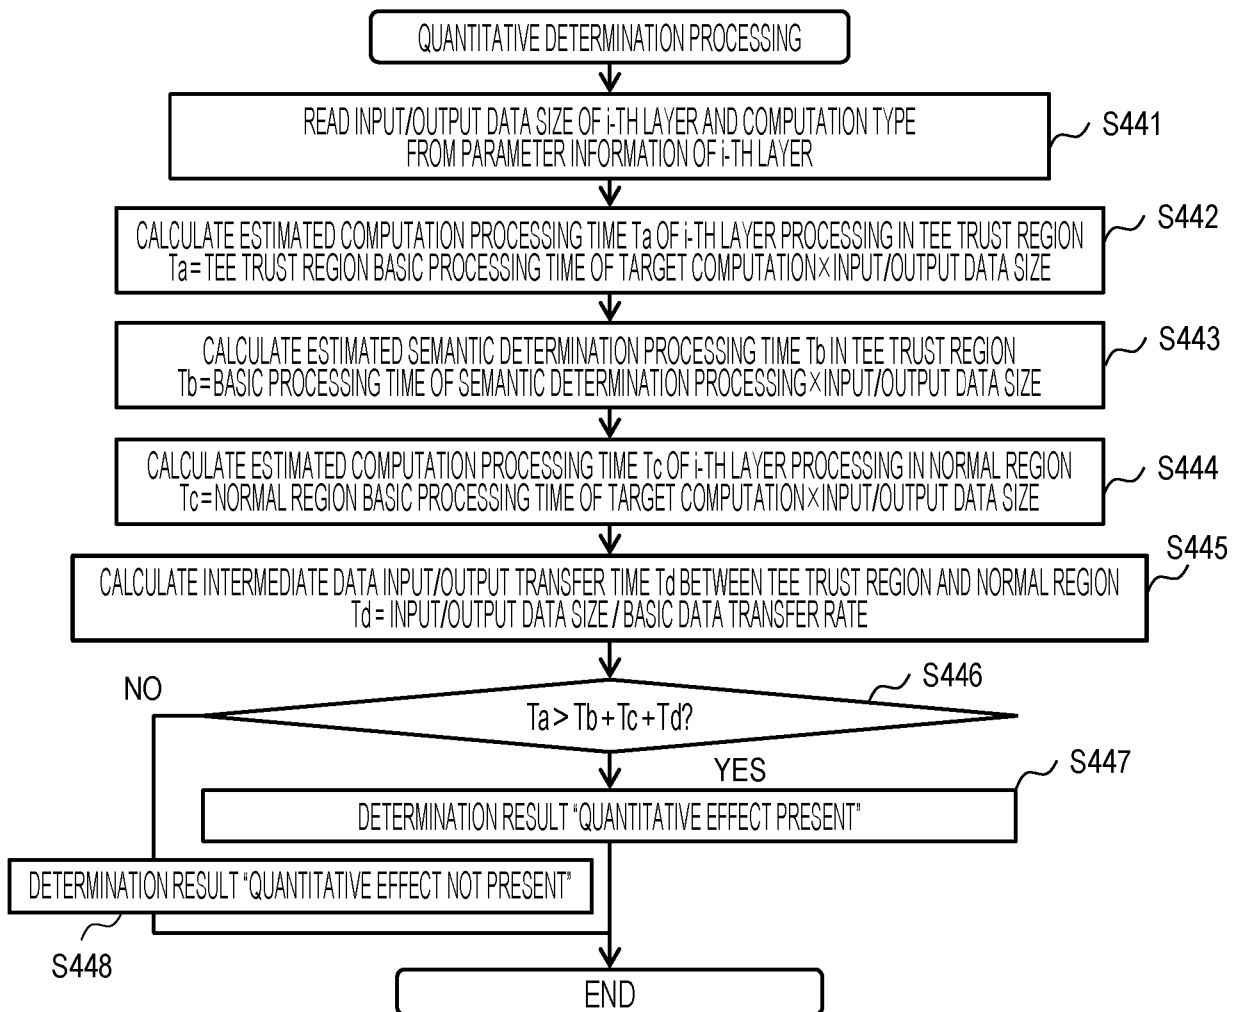 QUANTITATIVE DETERMINATION PROCESSING
READ INPUT/OUTPUT DATA SIZE OF i-TH LAYER AND COMPUTATION TYPE
FROM PARAMETER INFORMATION OF i-TH LAYER
S441
CALCULATE ESTIMATED COMPUTATION PROCESSING TIME Ta OF i-TH LAYER PROCESSING IN TEE TRUST REGION
Ta=TEE TRUST REGION BASIC PROCESSING TIME OF TARGET COMPUTATION×INPUT/OUTPUT DATA SIZE
S442
CALCULATE ESTIMATED SEMANTIC DETERMINATION PROCESSING TIME Tb IN TEE TRUST REGION
Tb=BASIC PROCESSING TIME OF SEMANTIC DETERMINATION PROCESSING×INPUT/OUTPUT DATA SIZE
S443
CALCULATE ESTIMATED COMPUTATION PROCESSING TIME Tc OF i-TH LAYER PROCESSING IN NORMAL REGION
Tc=NORMAL REGION BASIC PROCESSING TIME OF TARGET COMPUTATION×INPUT/OUTPUT DATA SIZE
S444
CALCULATE INTERMEDIATE DATA INPUT/OUTPUT TRANSFER TIME Td BETWEEN TEE TRUST REGION AND NORMAL REGION
Td = INPUT/OUTPUT DATA SIZE / BASIC DATA TRANSFER RATE
S445
NO
Ta>Tb+Tc+Td?
S446
YES
DETERMINATION RESULT "QUANTITATIVE EFFECT PRESENT"
S447
DETERMINATION RESULT "QUANTITATIVE EFFECT NOT PRESENT"
S448
END